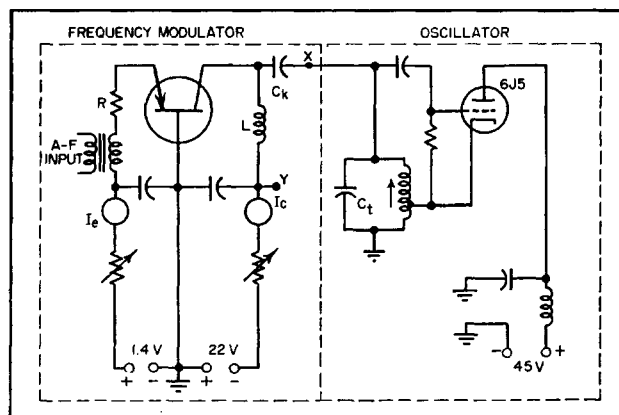 FREQUENCY MODULATOR
OSCILLATOR
X
6J5
R
Ck
L
A-F
INPUT
Y
Ie
Ic
Ct
1.4 V
22 V
+ - + -
- +
45V